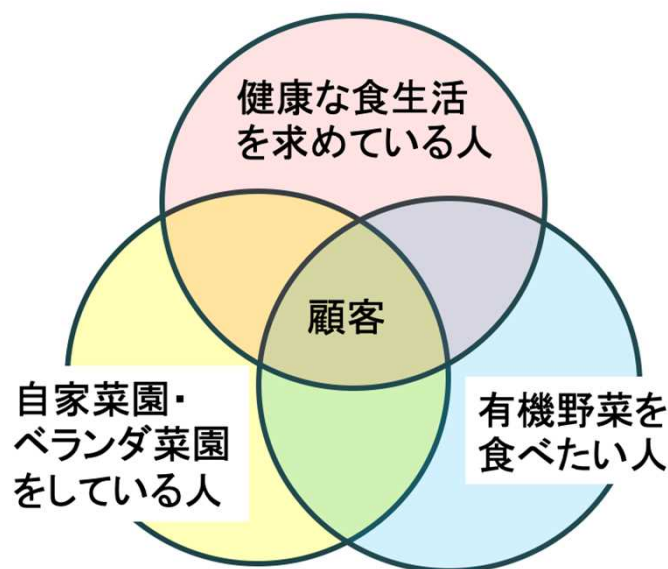 健康な食生活
を求めている人
顧客
自家菜園・
ベランダ菜園
をしている人
有機野菜を
食べたい人